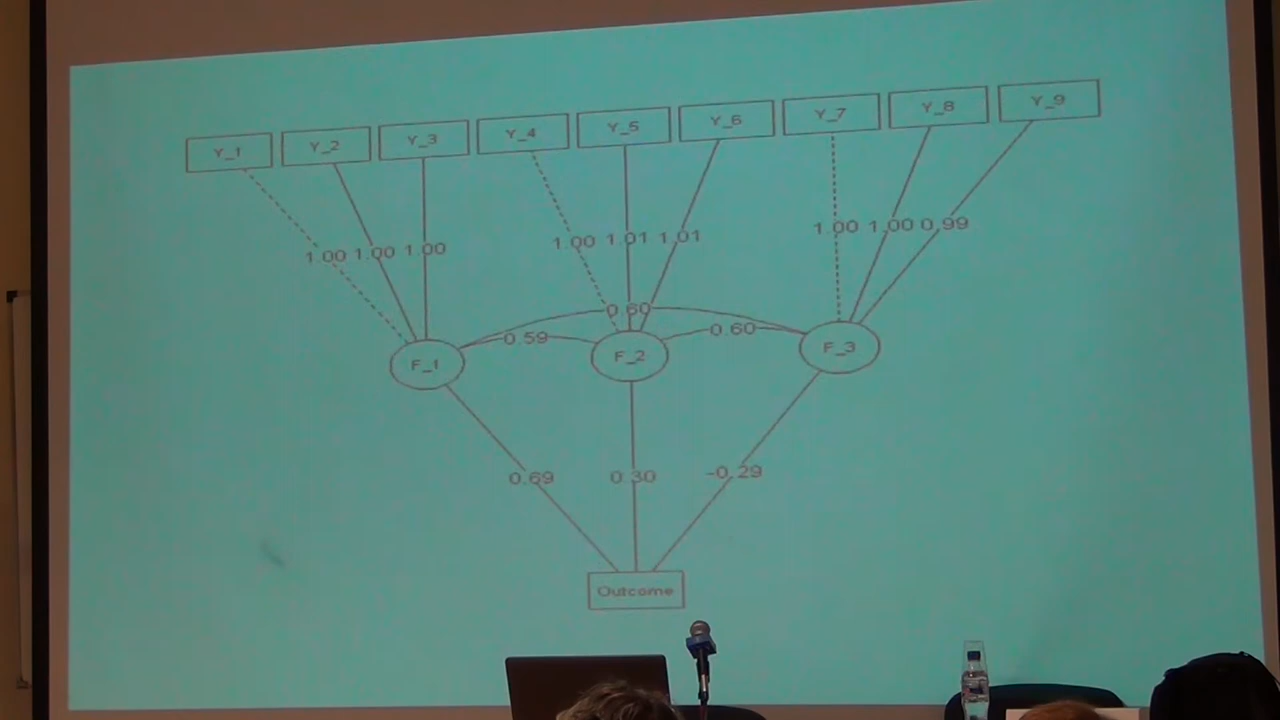 Y_1 Y_2 Y_3 Y_4 Y_5 Y_6 Y_7 Y_8 Y_9
1.00 1.00 1.00 1.00 1.01 1.01 1.00 1.00 0.99
0.60
0.59 0.60
F_1 F_2 F_3
0.69 0.30 -0.29
Outcome